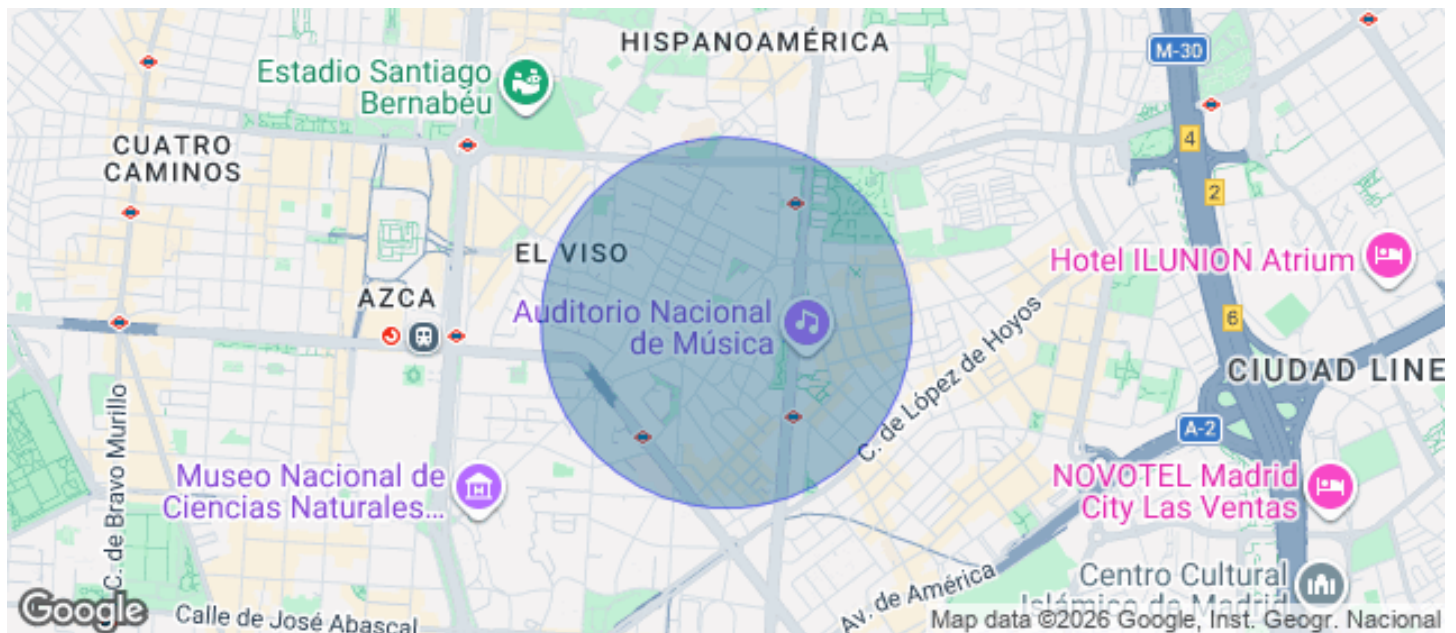 HISPANOAMÉRICA
M-30
Estadio Santiago
Bernabéu
CUATRO
CAMINOS
4
2
EL VISO
Hotel ILUNION Atrium
AZCA
Auditorio Nacional
de Música
6
C. de López de Hoyos
CIUDAD LINE
C. de Bravo Murillo
A-2
Museo Nacional de
Ciencias Naturales...
NOVOTEL Madrid
City Las Ventas
Av. de América
Centro Cultural
Islámico de Madrid
Google
Calle de José Abascal
Map data ©2026 Google, Inst. Geogr. Nacional